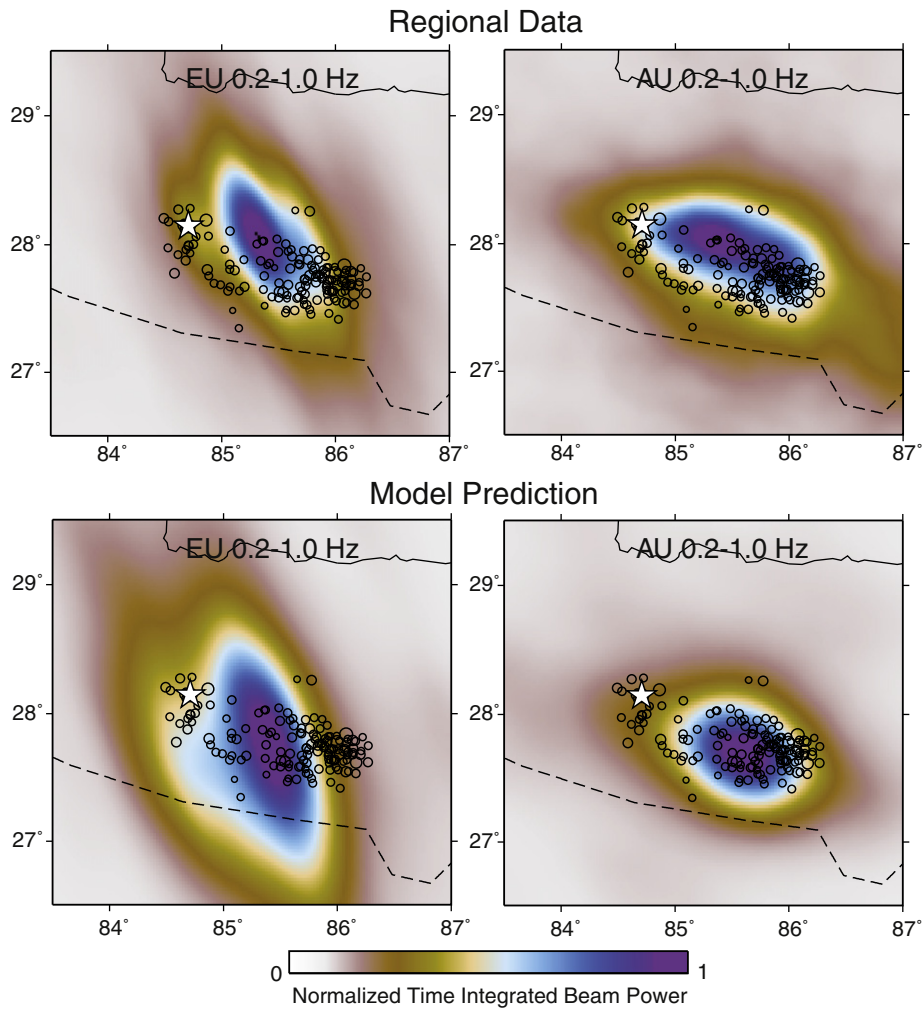 Regional Data
EU 0.2-1.0 Hz
AU 0.2-1.0 Hz
29°
28°
27°
84° 85° 86° 87°
84° 85° 86° 87°
Model Prediction
EU 0.2-1.0 Hz
AU 0.2-1.0 Hz
29°
29°
28°
28°
27°
27°
84° 85° 86° 87°
84° 85° 86° 87°
0 1
Normalized Time Integrated Beam Power